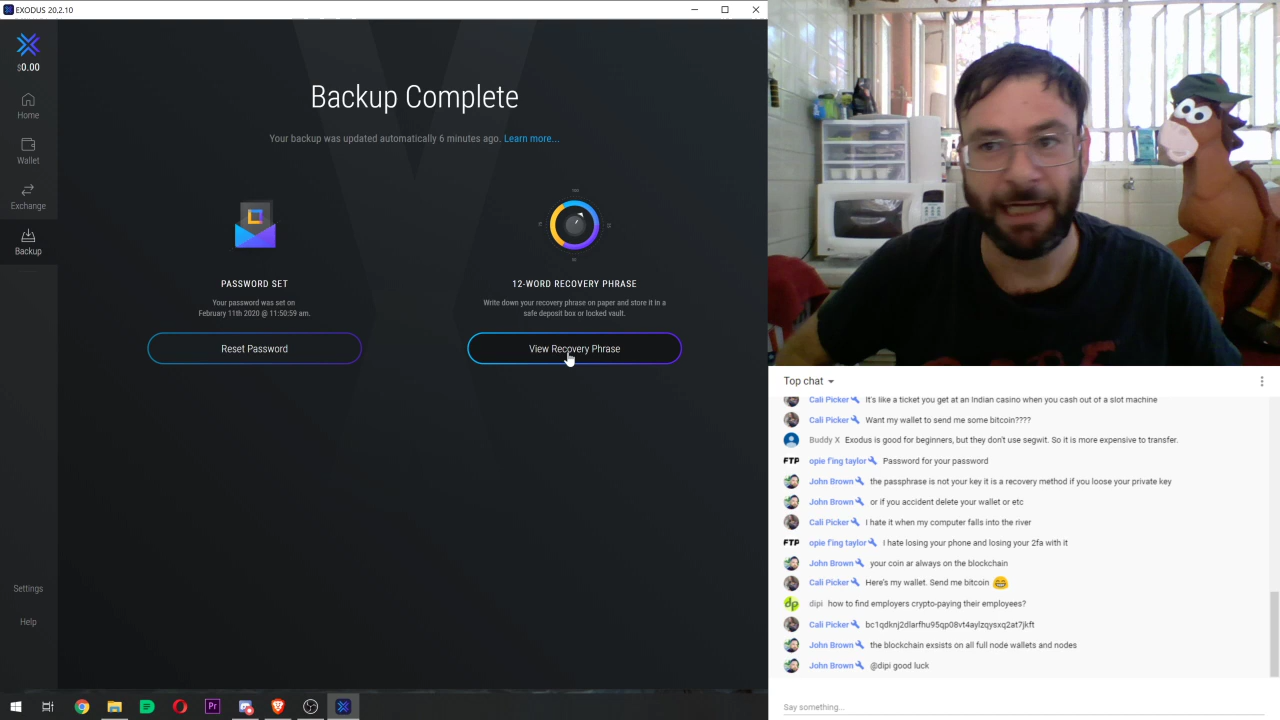 EXODUS 20.2.10
$0.00
Home
Wallet
Exchange
Backup
Settings
Help
Backup Complete
Your backup was updated automatically 6 minutes ago. Learn more...
PASSWORD SET
Your password was set on
February 11th 2020 @ 11:50:59 am.
Reset Password
12-WORD RECOVERY PHRASE
Write down your recovery phrase on paper and store it in a
safe deposit box or locked vault.
View Recovery Phrase
Pr
Top chat
Cali Picker It's like a ticket you get at an Indian casino when you cash out of a slot machine
Cali Picker Want my wallet to send me some bitcoin????
Buddy X Exodus is good for beginners, but they don't use segwit. So it is more expensive to transfer.
FTP opie f'ing taylor Password for your password
John Brown the passphrase is not your key it is a recovery method if you loose your private key
John Brown or if you accident delete your wallet or etc
Cali Picker I hate it when my computer falls into the river
FTP opie f'ing taylor I hate losing your phone and losing your 2fa with it
John Brown your coin ar always on the blockchain
Cali Picker Here's my wallet. Send me bitcoin 😂
dp dipi how to find employers crypto-paying their employees?
Cali Picker bc1qdknj2dlarfhu95qp08vt4aylzqysxq2at7jkft
John Brown the blockchain exsists on all full node wallets and nodes
John Brown @dipi good luck
Say something...